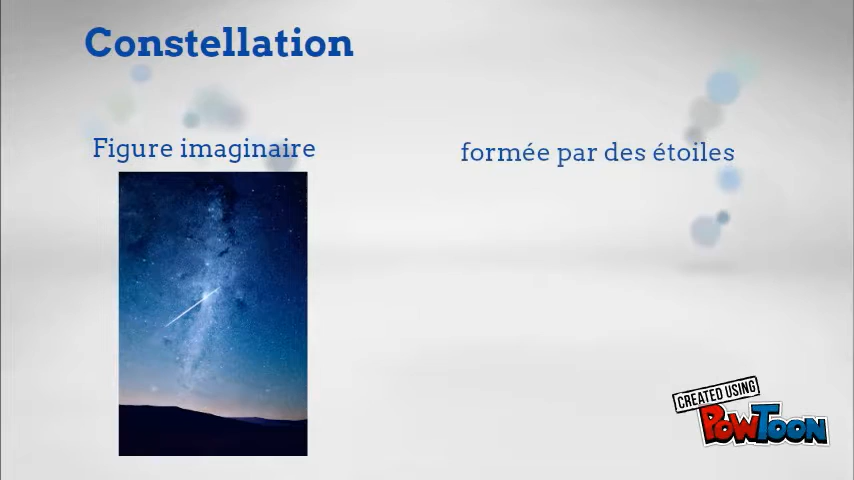 Constellation
Figure imaginaire
formée par des étoiles
CREATED USING
POWTOON